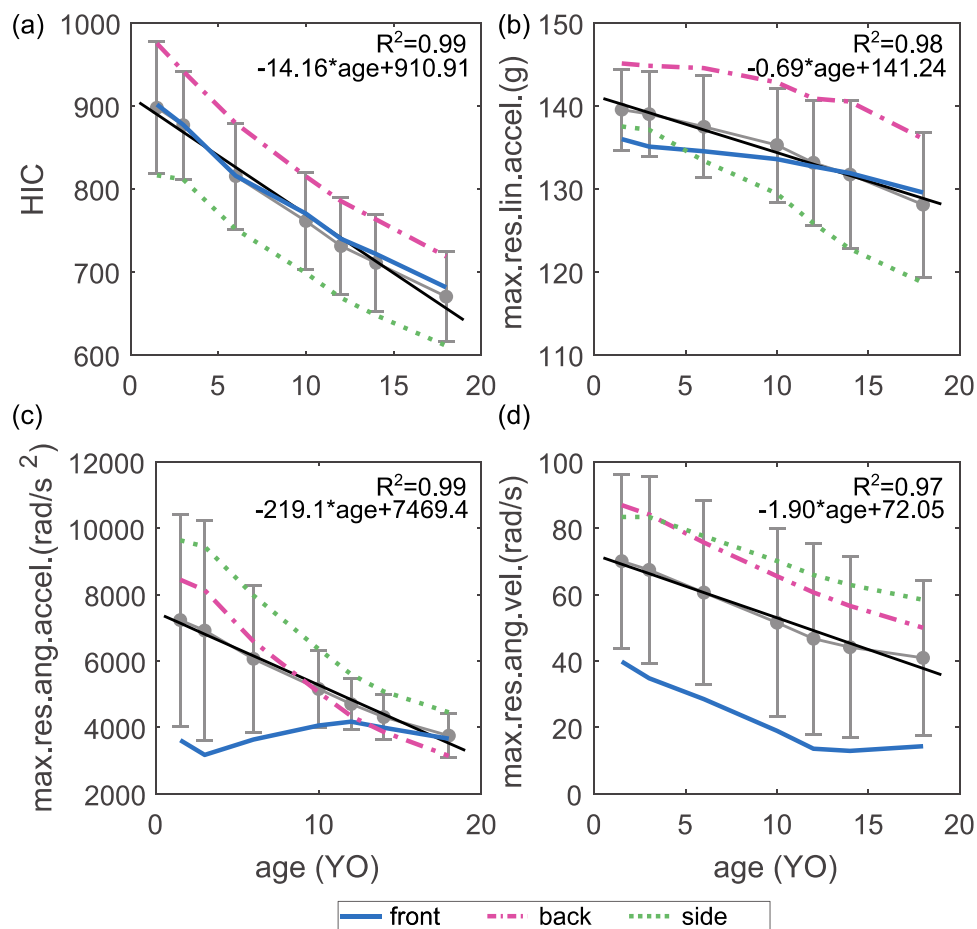 (a)
1000
900
800
700
600
HIC
R²=0.99
-14.16*age+910.91
0
5
10
15
20
(b)
150
140
130
120
110
max.res.lin.accel.(g)
R²=0.98
-0.69*age+141.24
0
5
10
15
20
(c)
12000
10000
8000
6000
4000
2000
max.res.ang.accel.(rad/s ²)
R²=0.99
-219.1*age+7469.4
0
10
20
age (YO)
(d)
100
80
60
40
20
0
max.res.ang.vel.(rad/s)
R²=0.97
-1.90*age+72.05
0
5
10
15
20
age (YO)
front back side